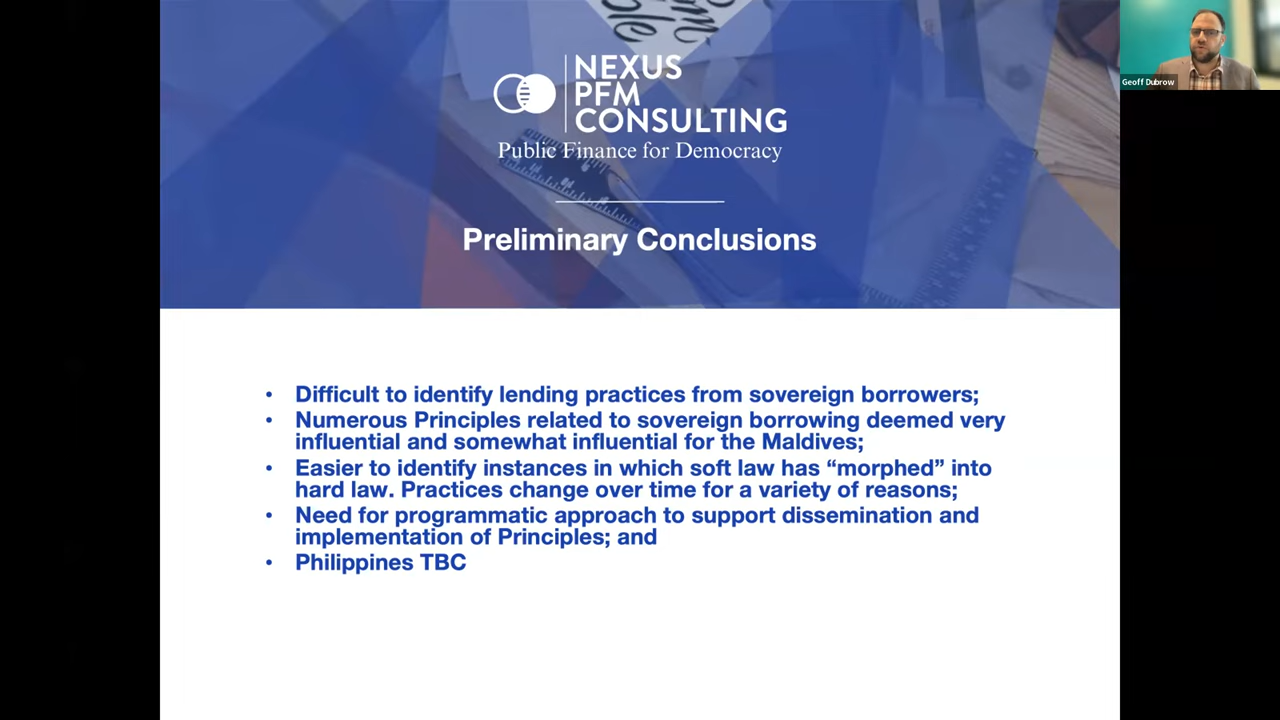 NEXUS
PFM
CONSULTING
Public Finance for Democracy
Geoff Dubrow
Preliminary Conclusions
• Difficult to identify lending practices from sovereign borrowers;
• Numerous Principles related to sovereign borrowing deemed very
influential and somewhat influential for the Maldives;
• Easier to identify instances in which soft law has “morphed” into
hard law. Practices change over time for a variety of reasons;
• Need for programmatic approach to support dissemination and
implementation of Principles; and
• Philippines TBC